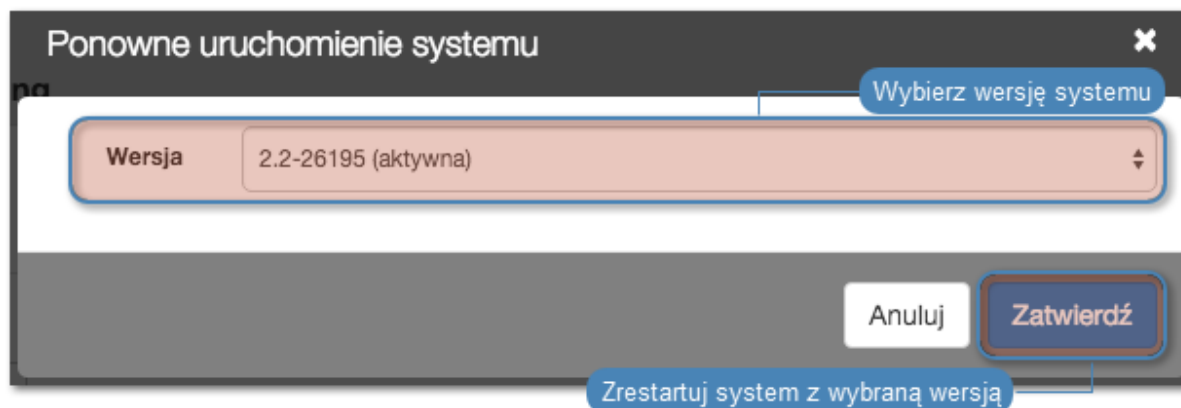 Ponowne uruchomienie systemu
Wybierz wersję systemu
Wersja 2.2-26195 (aktywna)
Anuluj Zatwierdź
Zrestartuj system z wybraną wersją